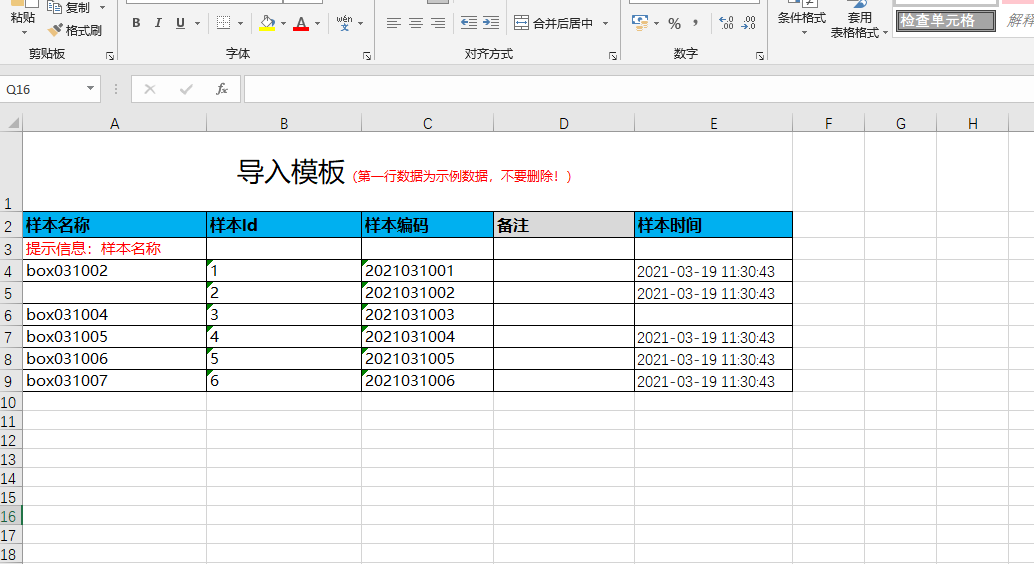 粘贴 复制 格式刷 B I U wén 文 A 合并后居中 % , .0 .00 条件格式 套用 表格格式 检查单元格
剪贴板 字体 对齐方式 数字
Q16 fx
A B C D E F G H
1 导入模板（第一行数据为示例数据，不要删除！）
2 样本名称 样本Id 样本编码 备注 样本时间
3 提示信息：样本名称
4 box031002 1 2021031001 2021-03-19 11:30:43
5 2 2021031002 2021-03-19 11:30:43
6 box031004 3 2021031003
7 box031005 4 2021031004 2021-03-19 11:30:43
8 box031006 5 2021031005 2021-03-19 11:30:43
9 box031007 6 2021031006 2021-03-19 11:30:43
10
11
12
13
14
15
16
17
18